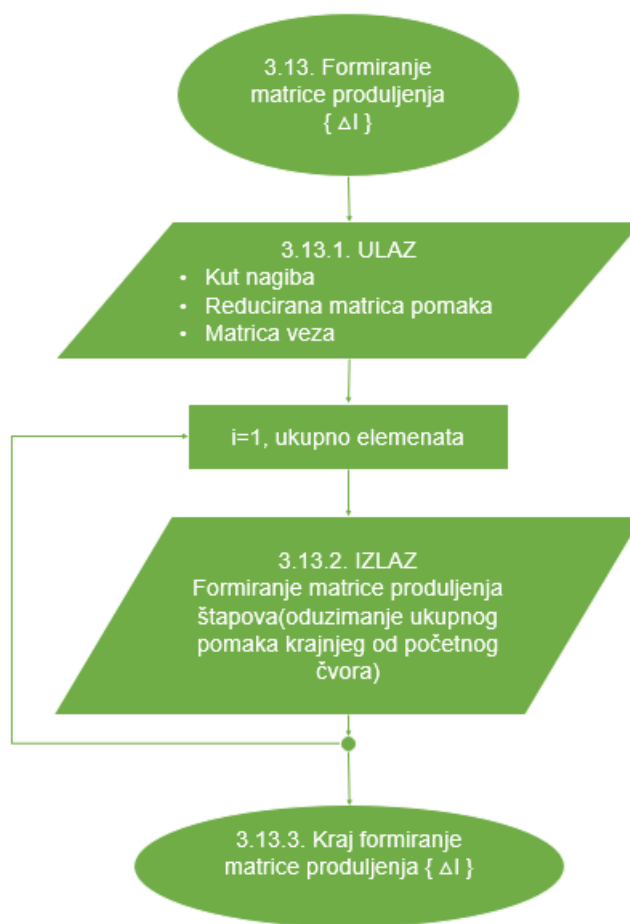 3.13. Formiranje
matrice produljenja
{ Δl }
3.13.1. ULAZ
• Kut nagiba
• Reducirana matrica pomaka
• Matrica veza
i=1, ukupno elemenata
3.13.2. IZLAZ
Formiranje matrice produljenja
štapova(oduzimanje ukupnog
pomaka krajnjeg od početnog
čvora)
3.13.3. Kraj formiranje
matrice produljenja { Δl }